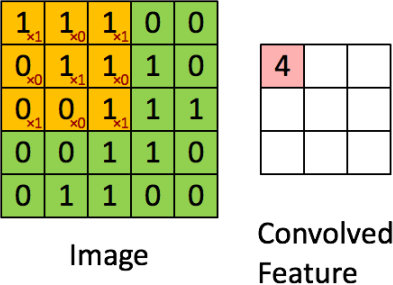 1×1 1×0 1×1 0 0
0×0 1×1 1×0 1 0
0×1 0×0 1×1 1 1
0 0 1 1 0
0 1 1 0 0
Image
4
Convolved
Feature